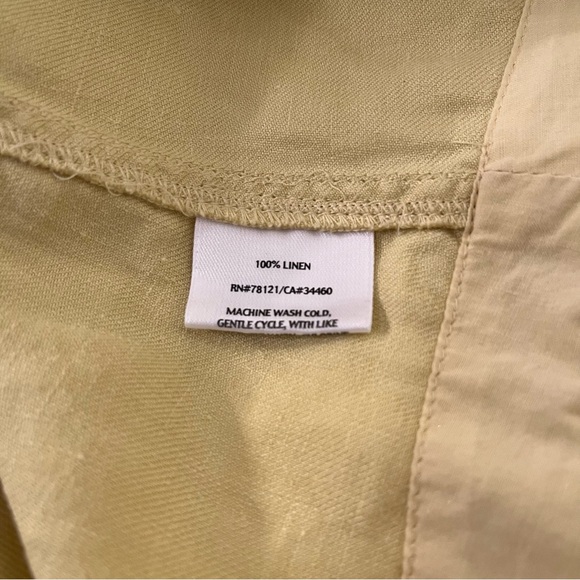 100% LINEN
RN#78121/CA#34460
MACHINE WASH COLD,
GENTLE CYCLE, WITH LIKE